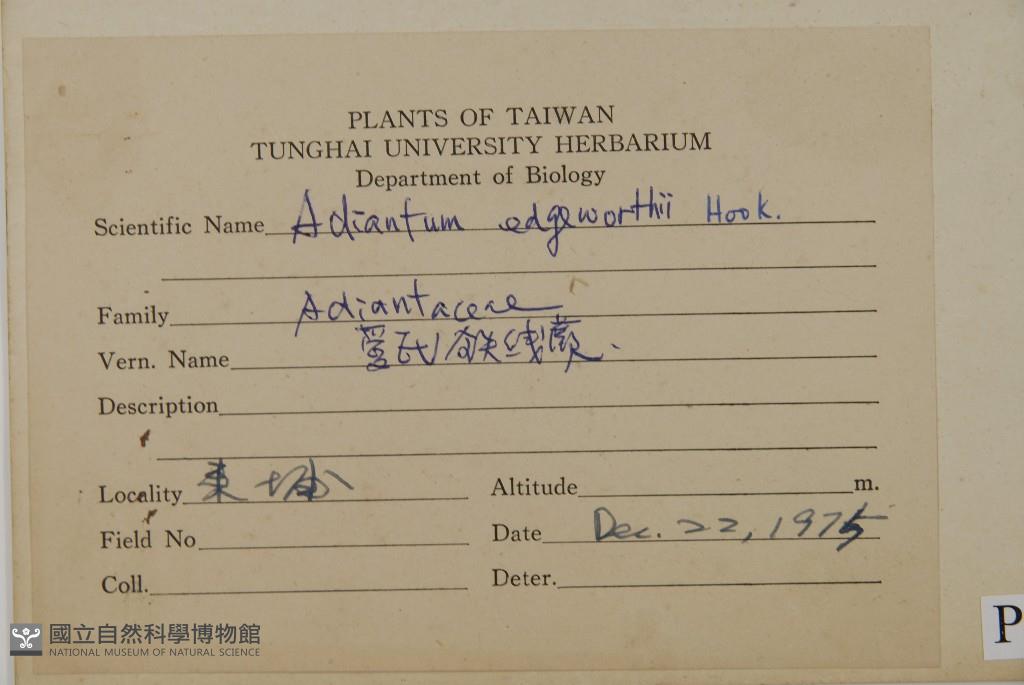 PLANTS OF TAIWAN
TUNGHAI UNIVERSITY HERBARIUM
Department of Biology
Scientific Name Adiantum edgeworthii Hook.
Family Adiantaceae
Vern. Name 愛氏鉄线蕨.
Description
Locality 東埔 Altitude m.
Field No Date Dec. 22, 1975
Coll. Deter.
國立自然科學博物館
NATIONAL MUSEUM OF NATURAL SCIENCE
P